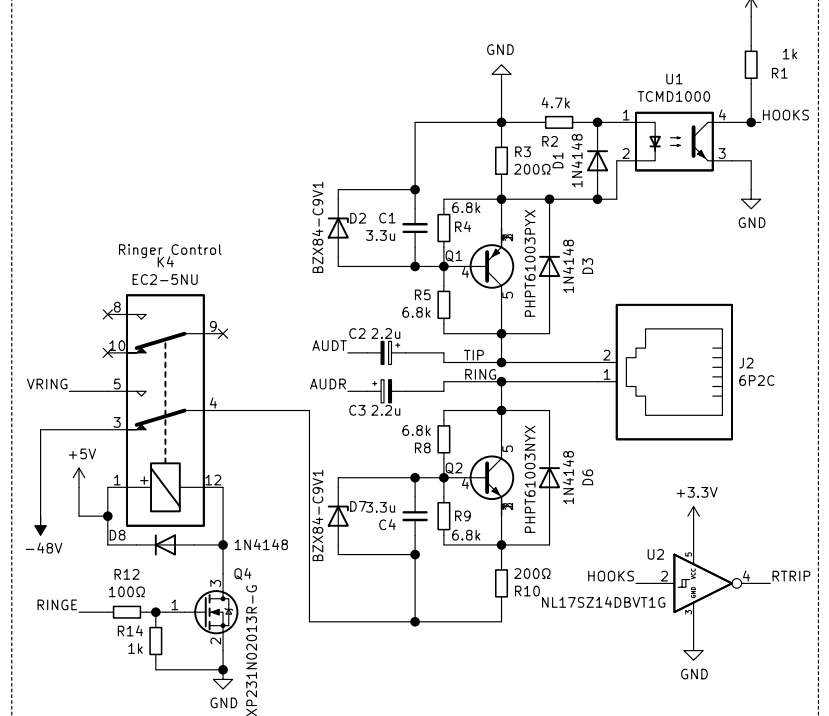 GND
1k
R1
U1
TCMD1000
4.7k
R2
1
2
4
3
HOOKS
GND
R3
200Ω
D1
1N4148
BZX84-C9V1
D2
C1
3.3u
6.8k
R4
Q1
4
5
PHPT61003PYX
1N4148
D3
R5
6.8k
Ringer Control
K4
EC2-5NU
8
9
10
VRING
5
3
4
+5V
1
+
12
-48V
D8
1N4148
AUDT
C2 2.2u
+
TIP
2
RING
1
AUDR
+
C3 2.2u
J2
6P2C
6.8k
R8
5
Q2
4
PHPT61003NYX
1N4148
D6
BZX84-C9V1
D7
3.3u
C4
R9
6.8k
200Ω
R10
R12
100Ω
RINGE
1
R14
1k
Q4
3
2
XP231N02013R-G
GND
+3.3V
U2
5
VCC
HOOKS
2
4
RTRIP
GND
3
NL17SZ14DBVT1G
GND